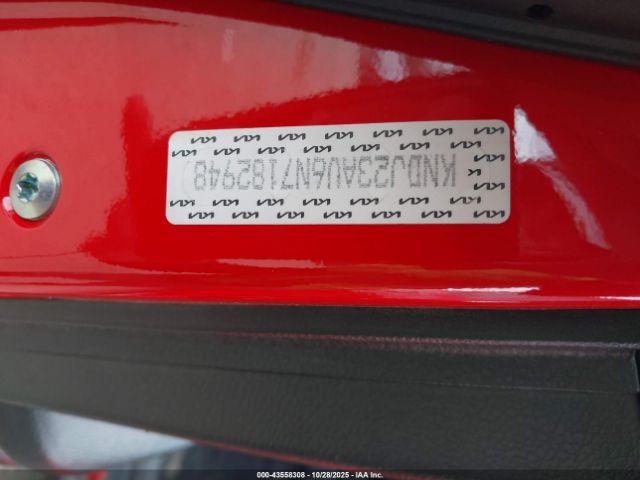 KNDJ23AU6N7182948
000-43558308 | 10/28/2025 | IAA Inc.